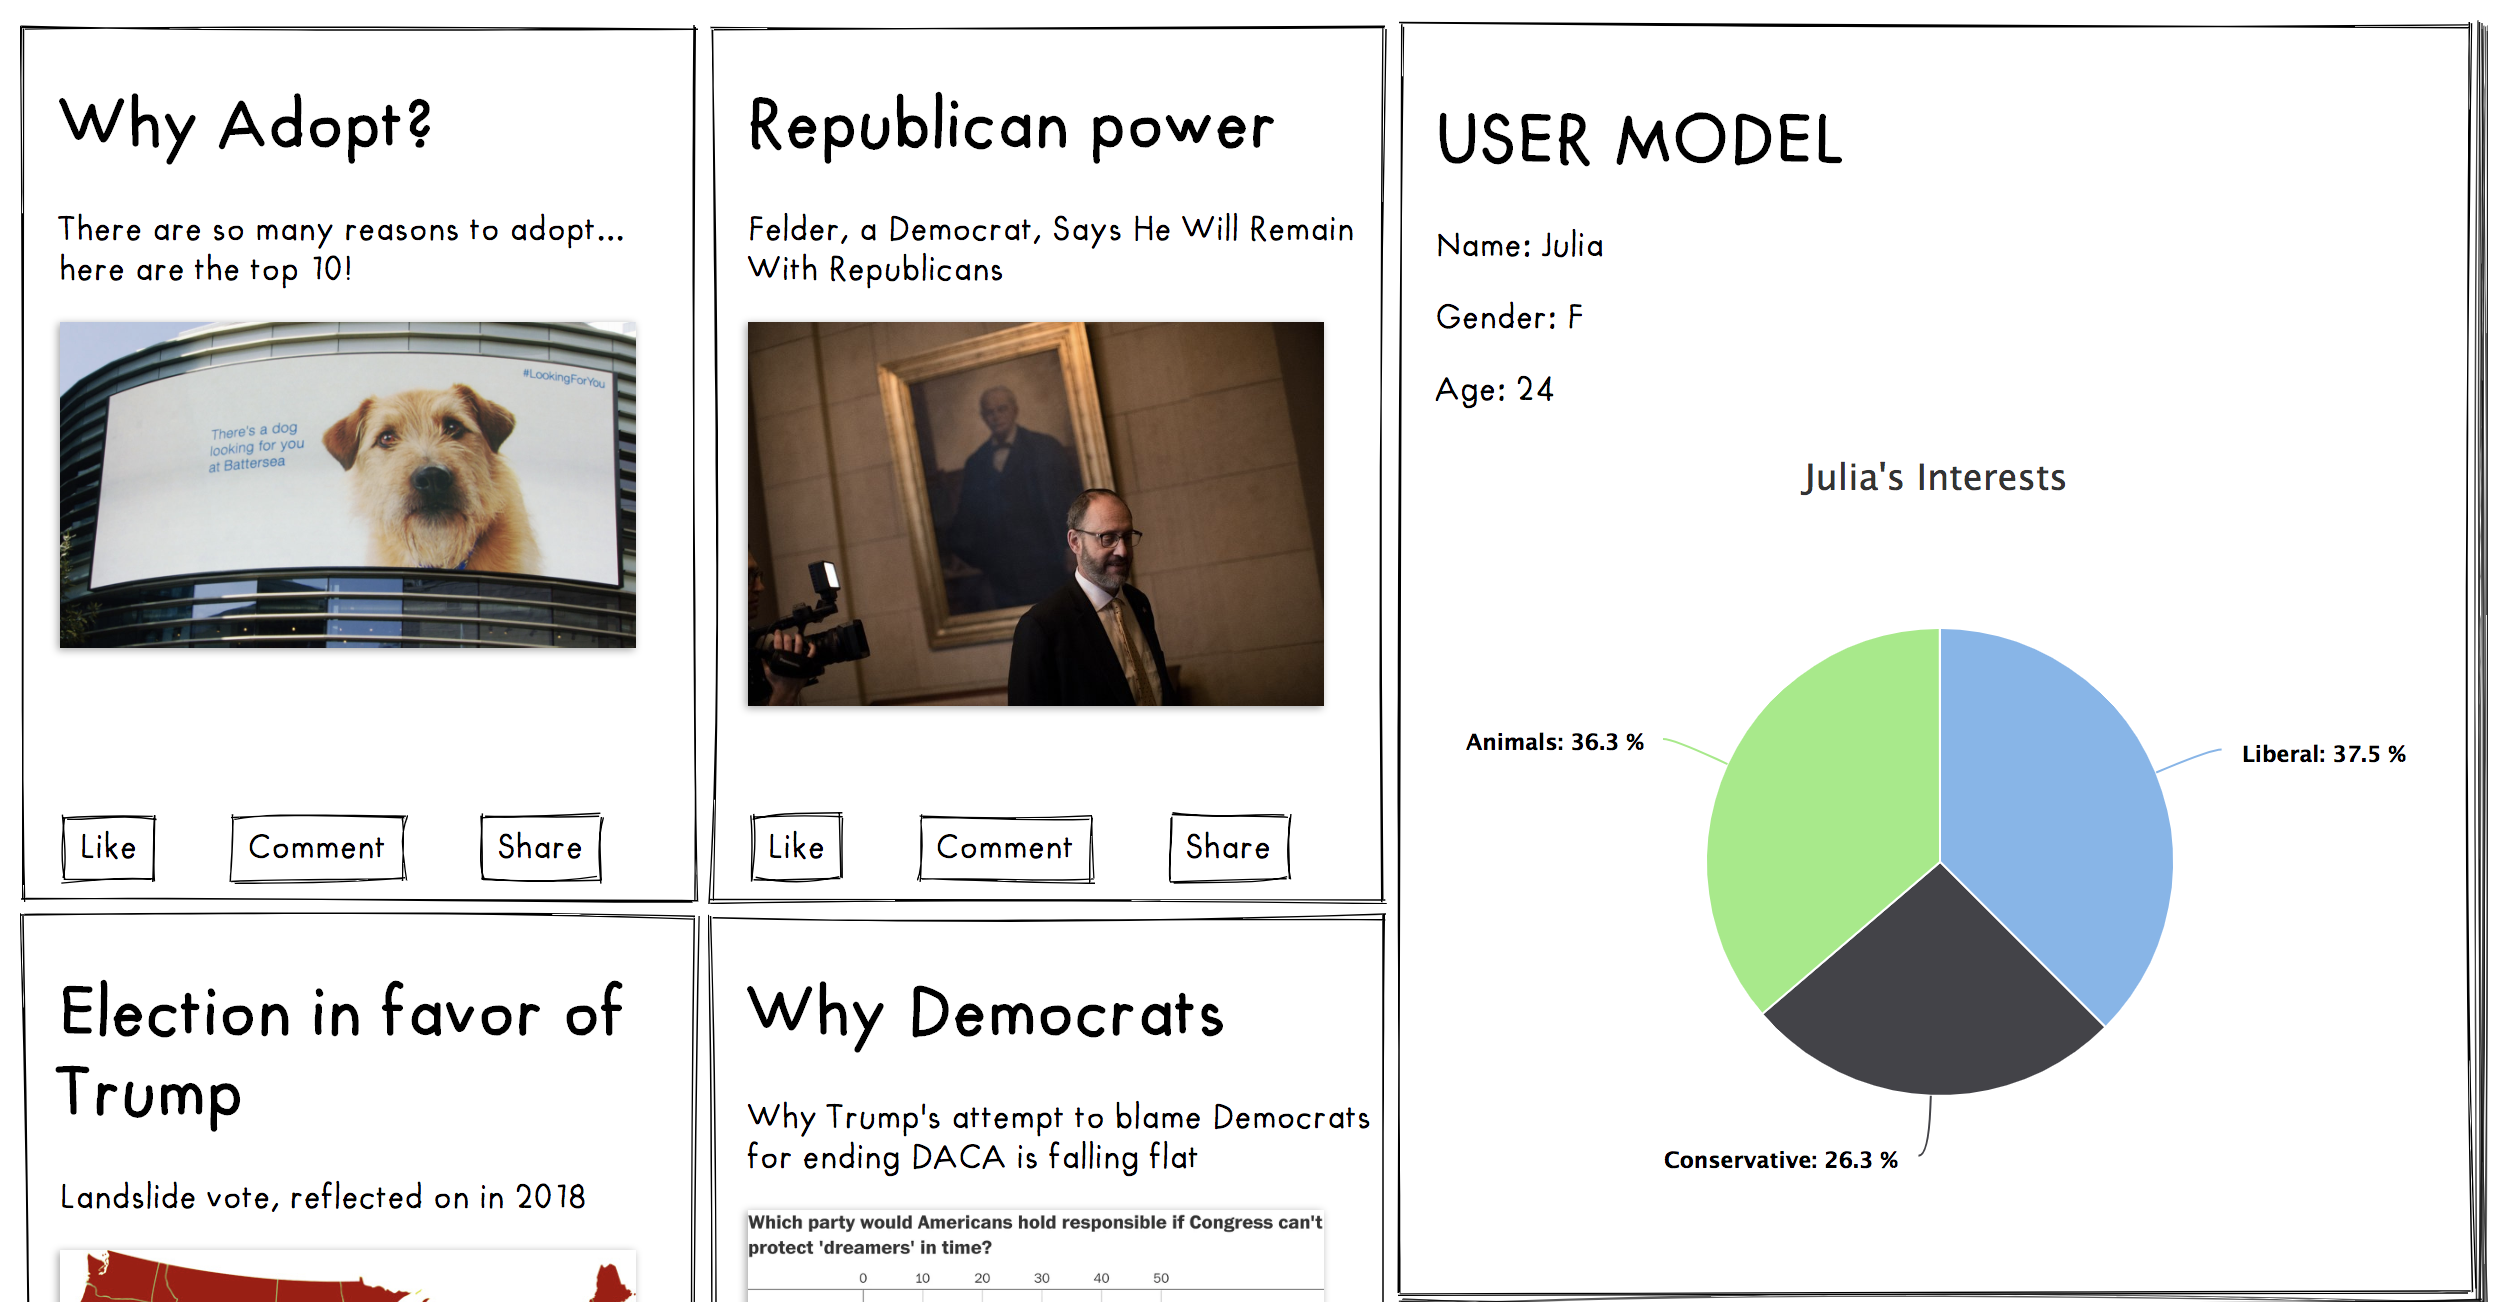 Why Adopt?
There are so many reasons to adopt...
here are the top 10!
#LookingForYou
There's a dog
looking for you
at Battersea
Like
Comment
Share
Republican power
Felder, a Democrat, Says He Will Remain
With Republicans
Like
Comment
Share
Election in favor of
Trump
Landslide vote, reflected on in 2018
Why Democrats
Why Trump's attempt to blame Democrats
for ending DACA is falling flat
Which party would Americans hold responsible if Congress can't
protect 'dreamers' in time?
0 10 20 30 40 50
USER MODEL
Name: Julia
Gender: F
Age: 24
Julia's Interests
Animals: 36.3 %
Liberal: 37.5 %
Conservative: 26.3 %